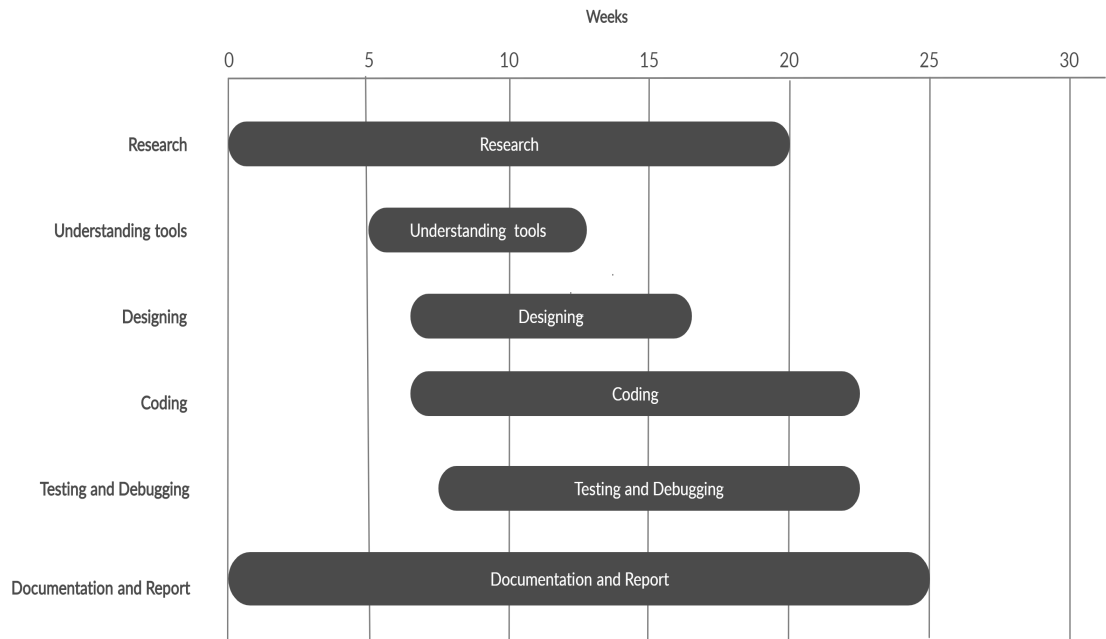 Weeks
0 5 10 15 20 25 30
Research Research
Understanding tools Understanding tools
Designing Designing
Coding Coding
Testing and Debugging Testing and Debugging
Documentation and Report Documentation and Report